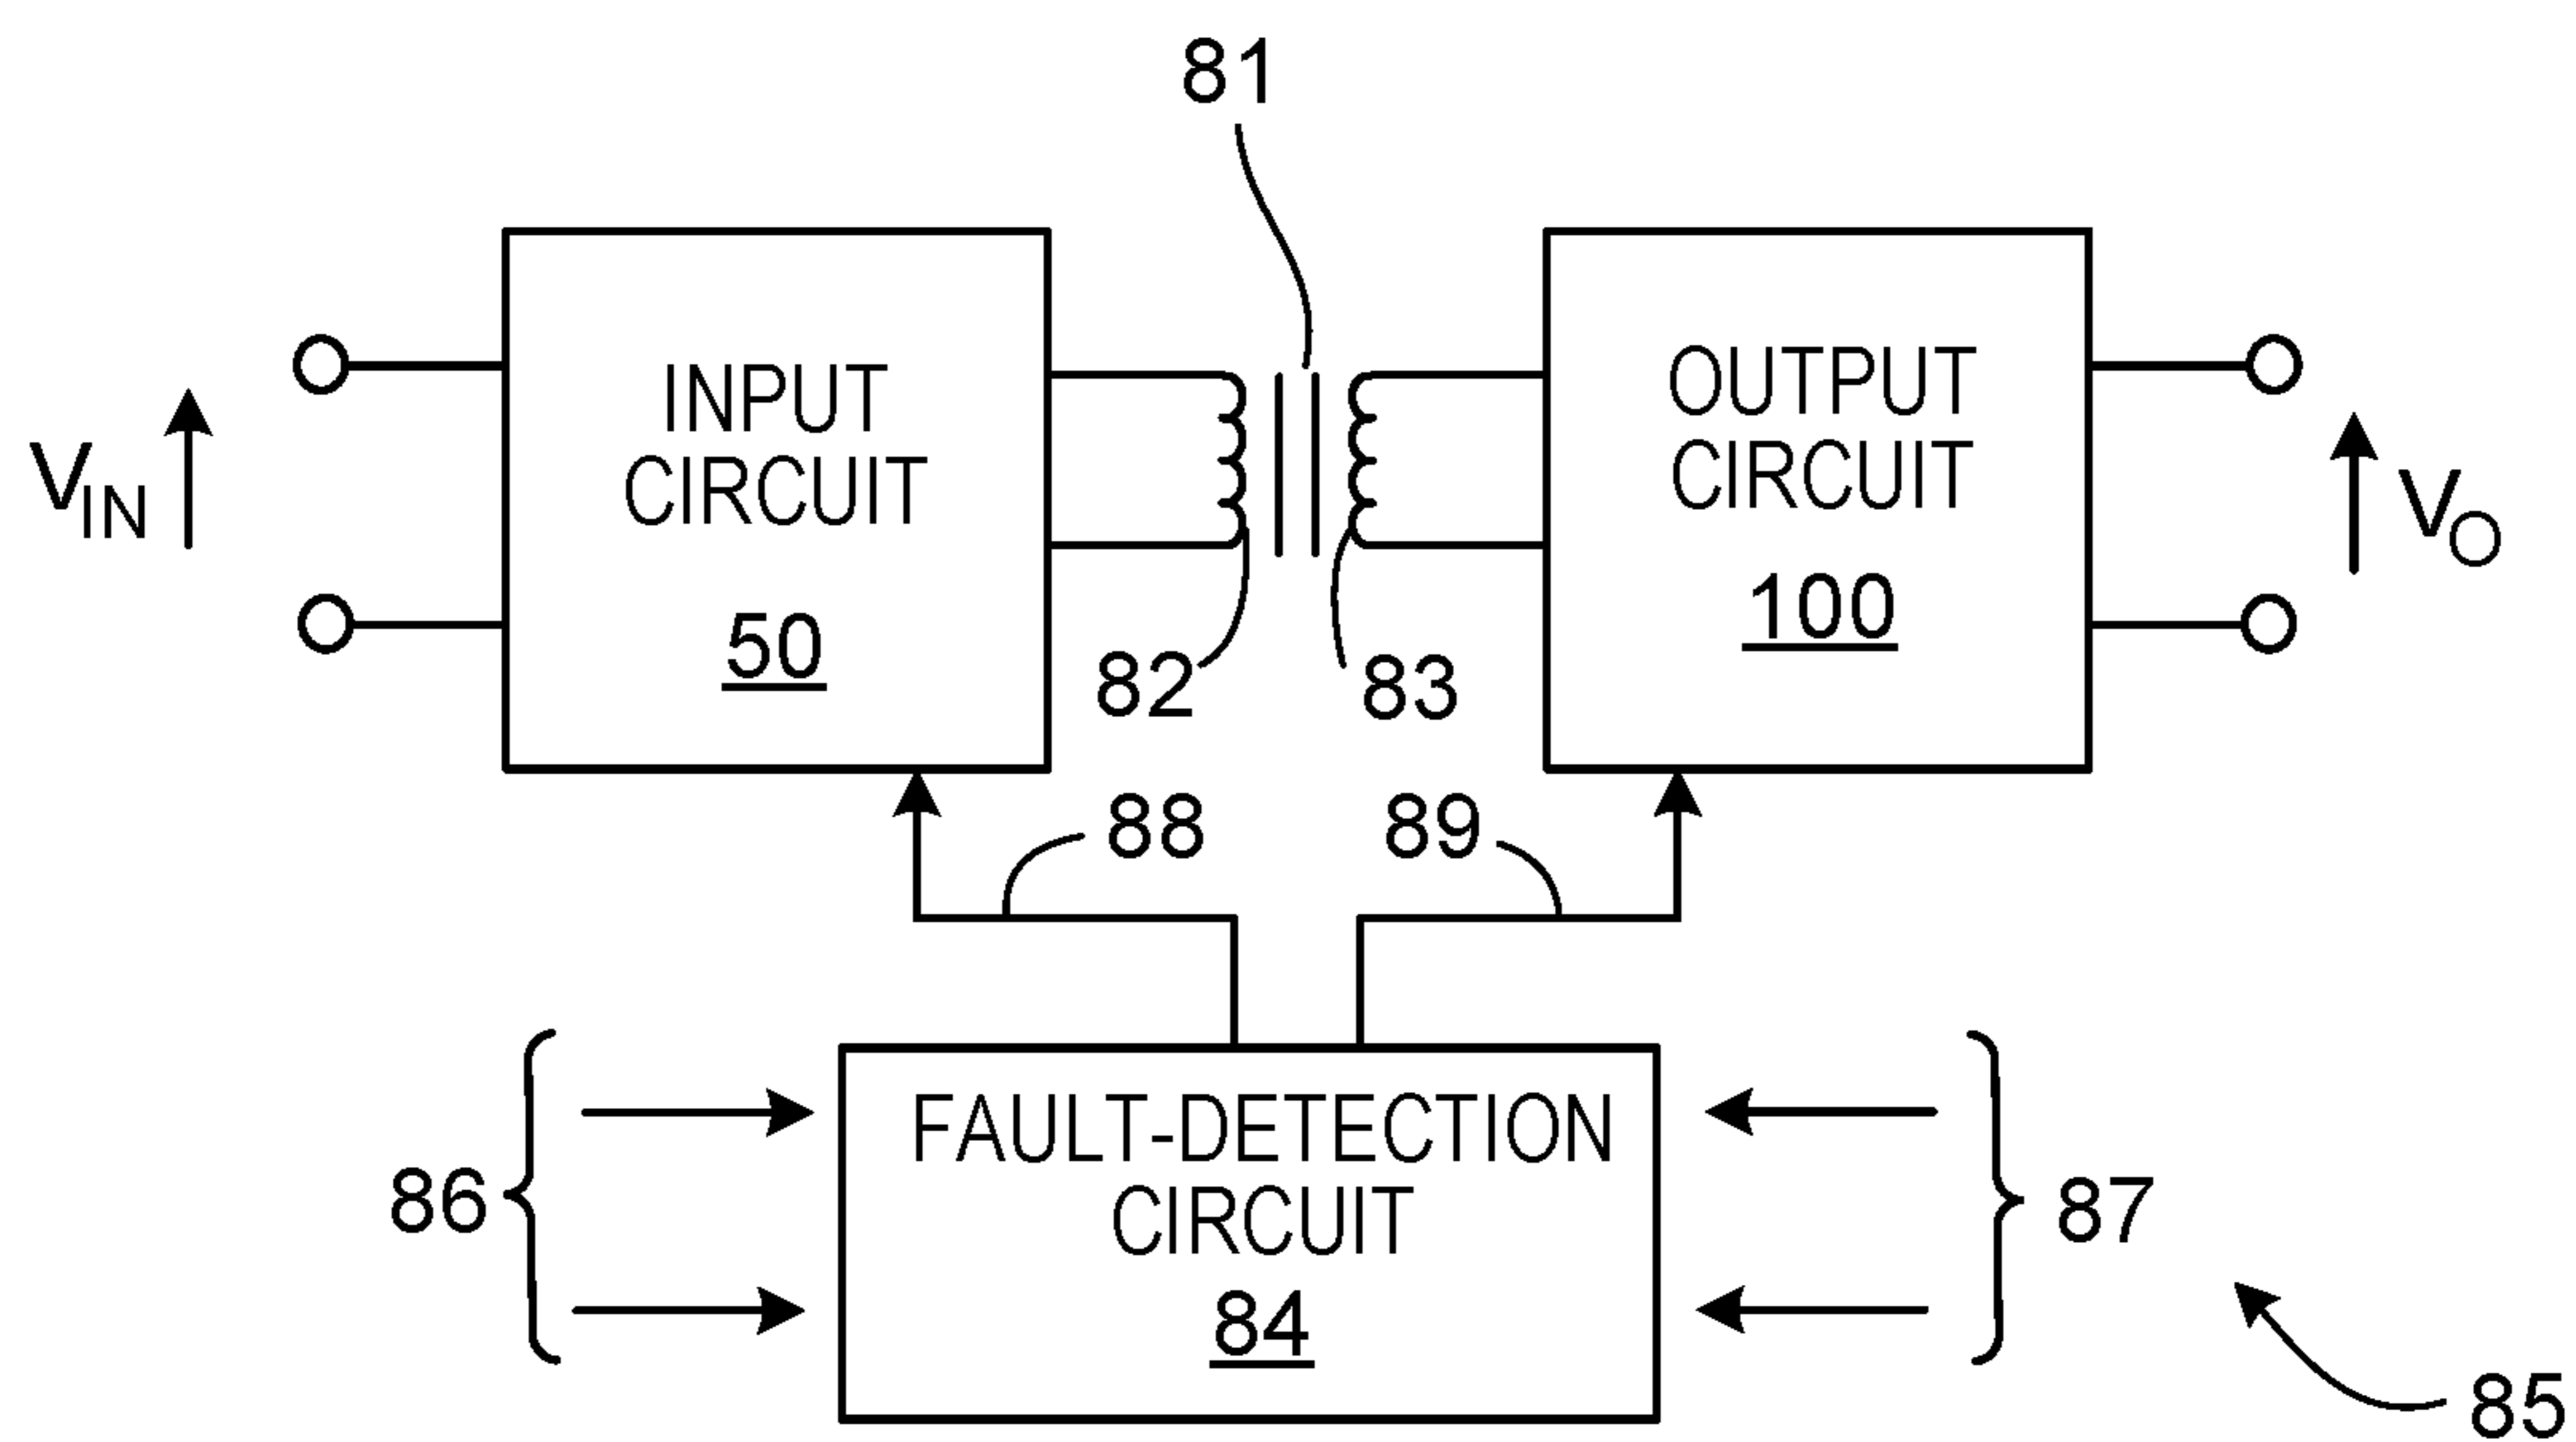 81
INPUT
CIRCUIT
50
OUTPUT
CIRCUIT
100
VIN
VO
82
83
88
89
FAULT-DETECTION
CIRCUIT
84
86
87
85